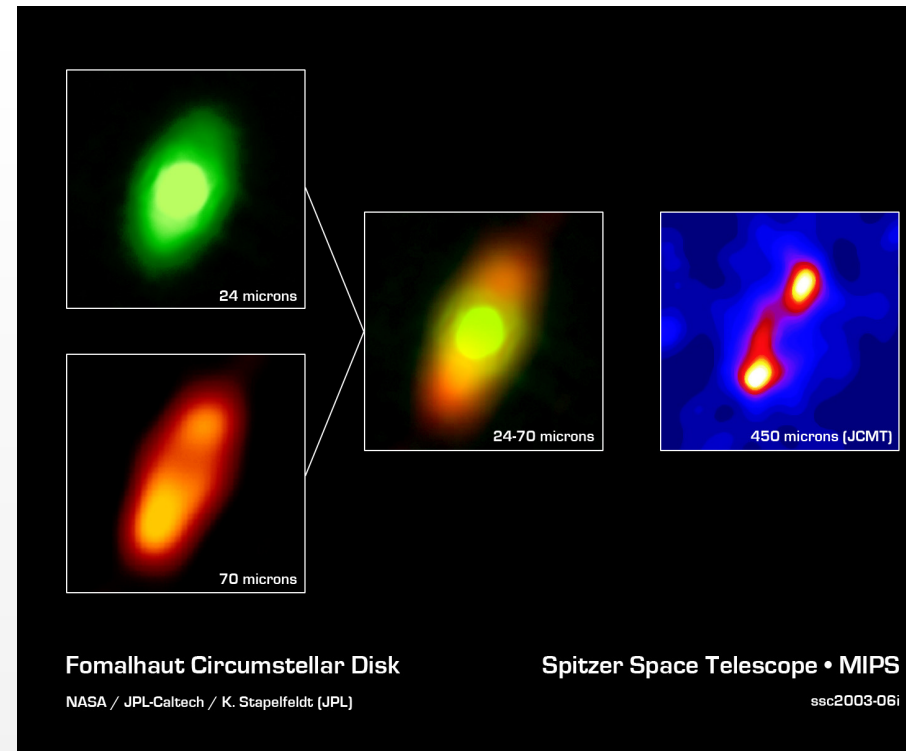 24 microns
70 microns
24-70 microns
450 microns (JCMT)
Fomalhaut Circumstellar Disk
NASA / JPL-Caltech / K. Stapelfeldt (JPL)
Spitzer Space Telescope • MIPS
ssc2003-06i